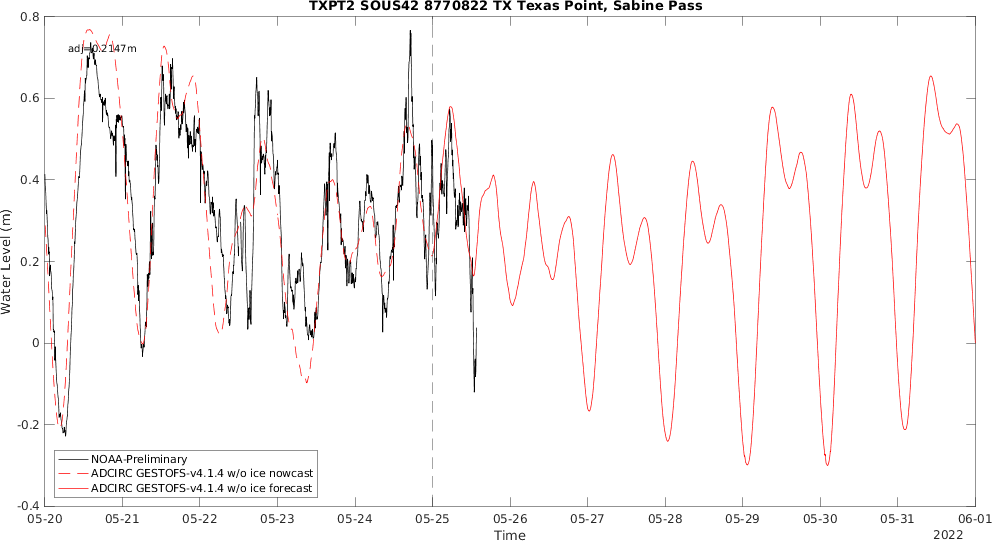 TXPT2 SOUS42 8770822 TX Texas Point, Sabine Pass
adj=0.2147m
Water Level (m)
0.8
0.6
0.4
0.2
0
-0.2
-0.4
NOAA-Preliminary
ADCIRC GESTOFS-v4.1.4 w/o ice nowcast
ADCIRC GESTOFS-v4.1.4 w/o ice forecast
05-20 05-21 05-22 05-23 05-24 05-25 05-26 05-27 05-28 05-29 05-30 05-31 06-01
Time
2022